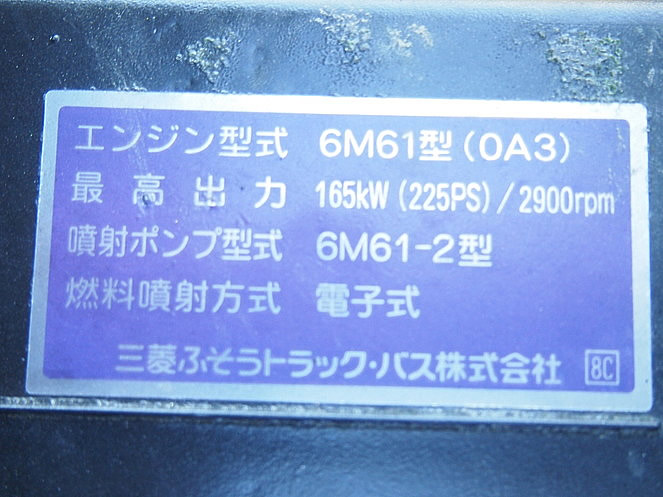 エンジン型式 6M61型(0A3)
最高出力 165kW(225PS)/2900rpm
噴射ポンプ型式 6M61-2型
燃料噴射方式 電子式
三菱ふそうトラック・バス株式会社 8C